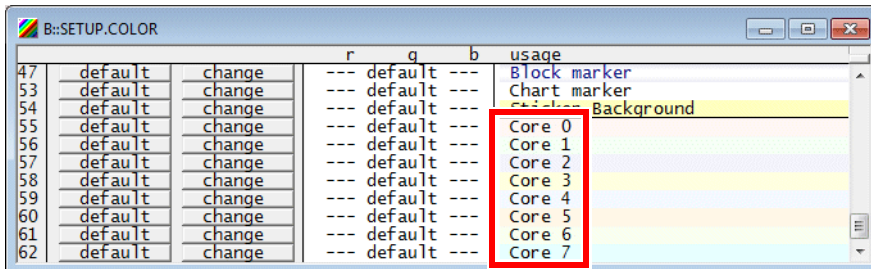 B::SETUP.COLOR
r g b usage
47 default change --- default --- Block marker
53 default change --- default --- Chart marker
54 default change --- default --- Sticker Background
55 default change --- default --- Core 0
56 default change --- default --- Core 1
57 default change --- default --- Core 2
58 default change --- default --- Core 3
59 default change --- default --- Core 4
60 default change --- default --- Core 5
61 default change --- default --- Core 6
62 default change --- default --- Core 7